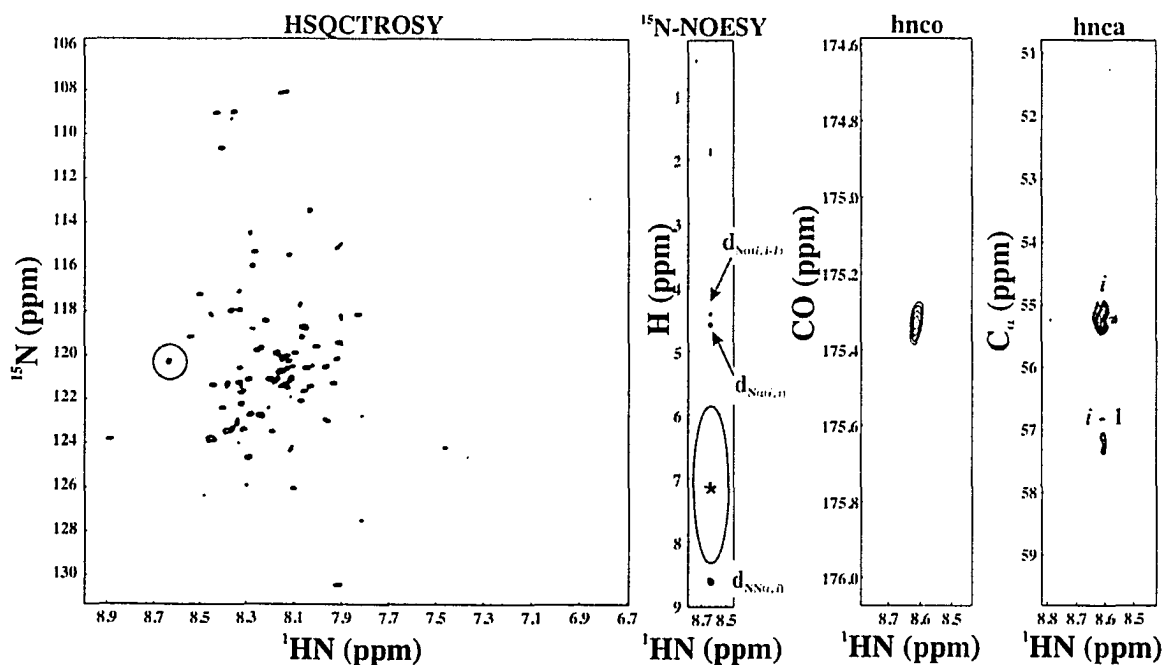 HSQCTROSY
106
108
110
112
114
116
118
120
122
124
126
128
130
¹⁵N (ppm)
8.9 8.7 8.5 8.3 8.1 7.9 7.7 7.5 7.3 7.1 6.9 6.7
¹HN (ppm)
¹⁵N-NOESY
1
2
3
4
5
6
7
8
9
H (ppm)
*
8.7 8.5
¹HN (ppm)
hnco
174.6
174.8
175.0
175.2
175.4
175.6
175.8
176.0
CO (ppm)
8.8 8.6 8.5
¹HN (ppm)
hnca
51
52
53
54
55
56
57
58
59
Cα (ppm)
i
i - 1
8.8 8.7 8.6 8.5
¹HN (ppm)